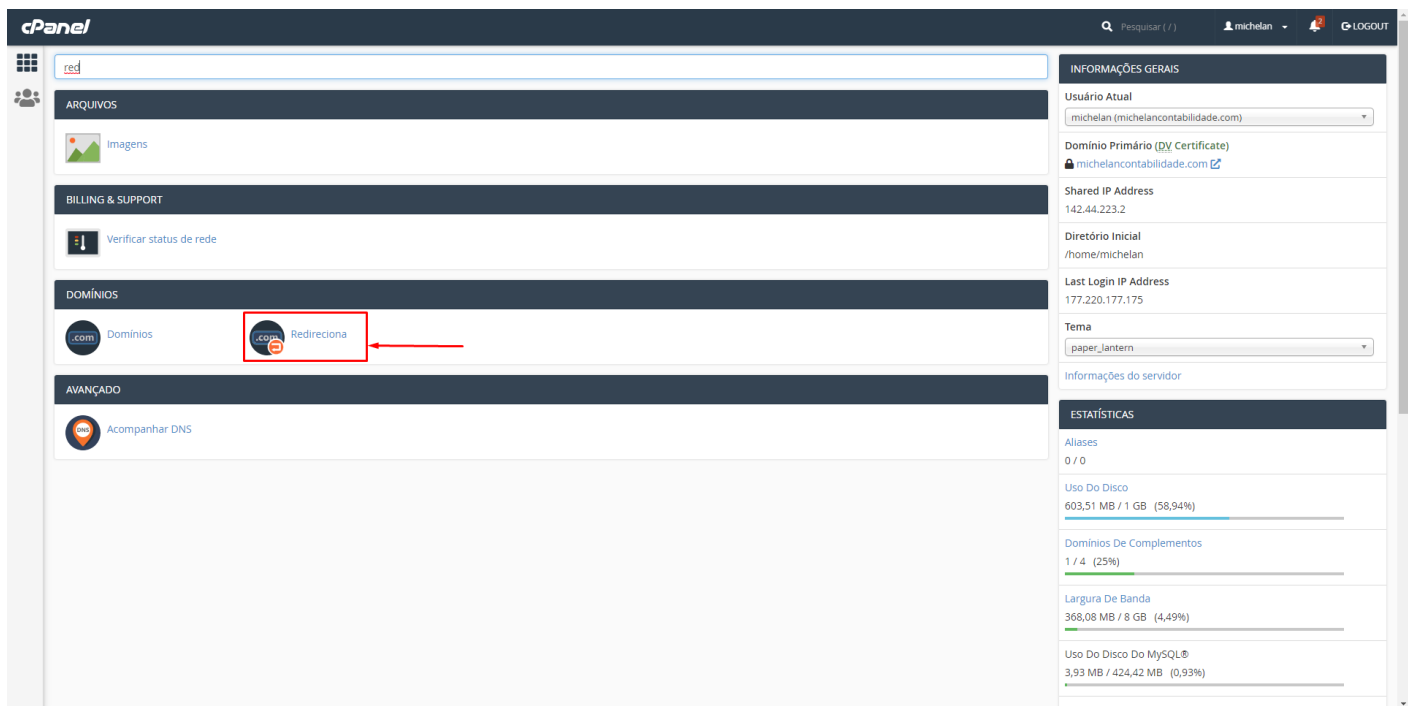 cPanel
Pesquisar ( / )
michelan
2
LOGOUT
red
ARQUIVOS
Imagens
BILLING & SUPPORT
Verificar status de rede
DOMÍNIOS
.com
Domínios
.com
Redireciona
AVANÇADO
DNS
Acompanhar DNS
INFORMAÇÕES GERAIS
Usuário Atual
michelan (michelancontabilidade.com)
Domínio Primário (DV Certificate)
michelancontabilidade.com
Shared IP Address
142.44.223.2
Diretório Inicial
/home/michelan
Last Login IP Address
177.220.177.175
Tema
paper_lantern
Informações do servidor
ESTATÍSTICAS
Aliases
0 / 0
Uso Do Disco
603,51 MB / 1 GB (58,94%)
Domínios De Complementos
1 / 4 (25%)
Largura De Banda
368,08 MB / 8 GB (4,49%)
Uso Do Disco Do MySQL®
3,93 MB / 424,42 MB (0,93%)